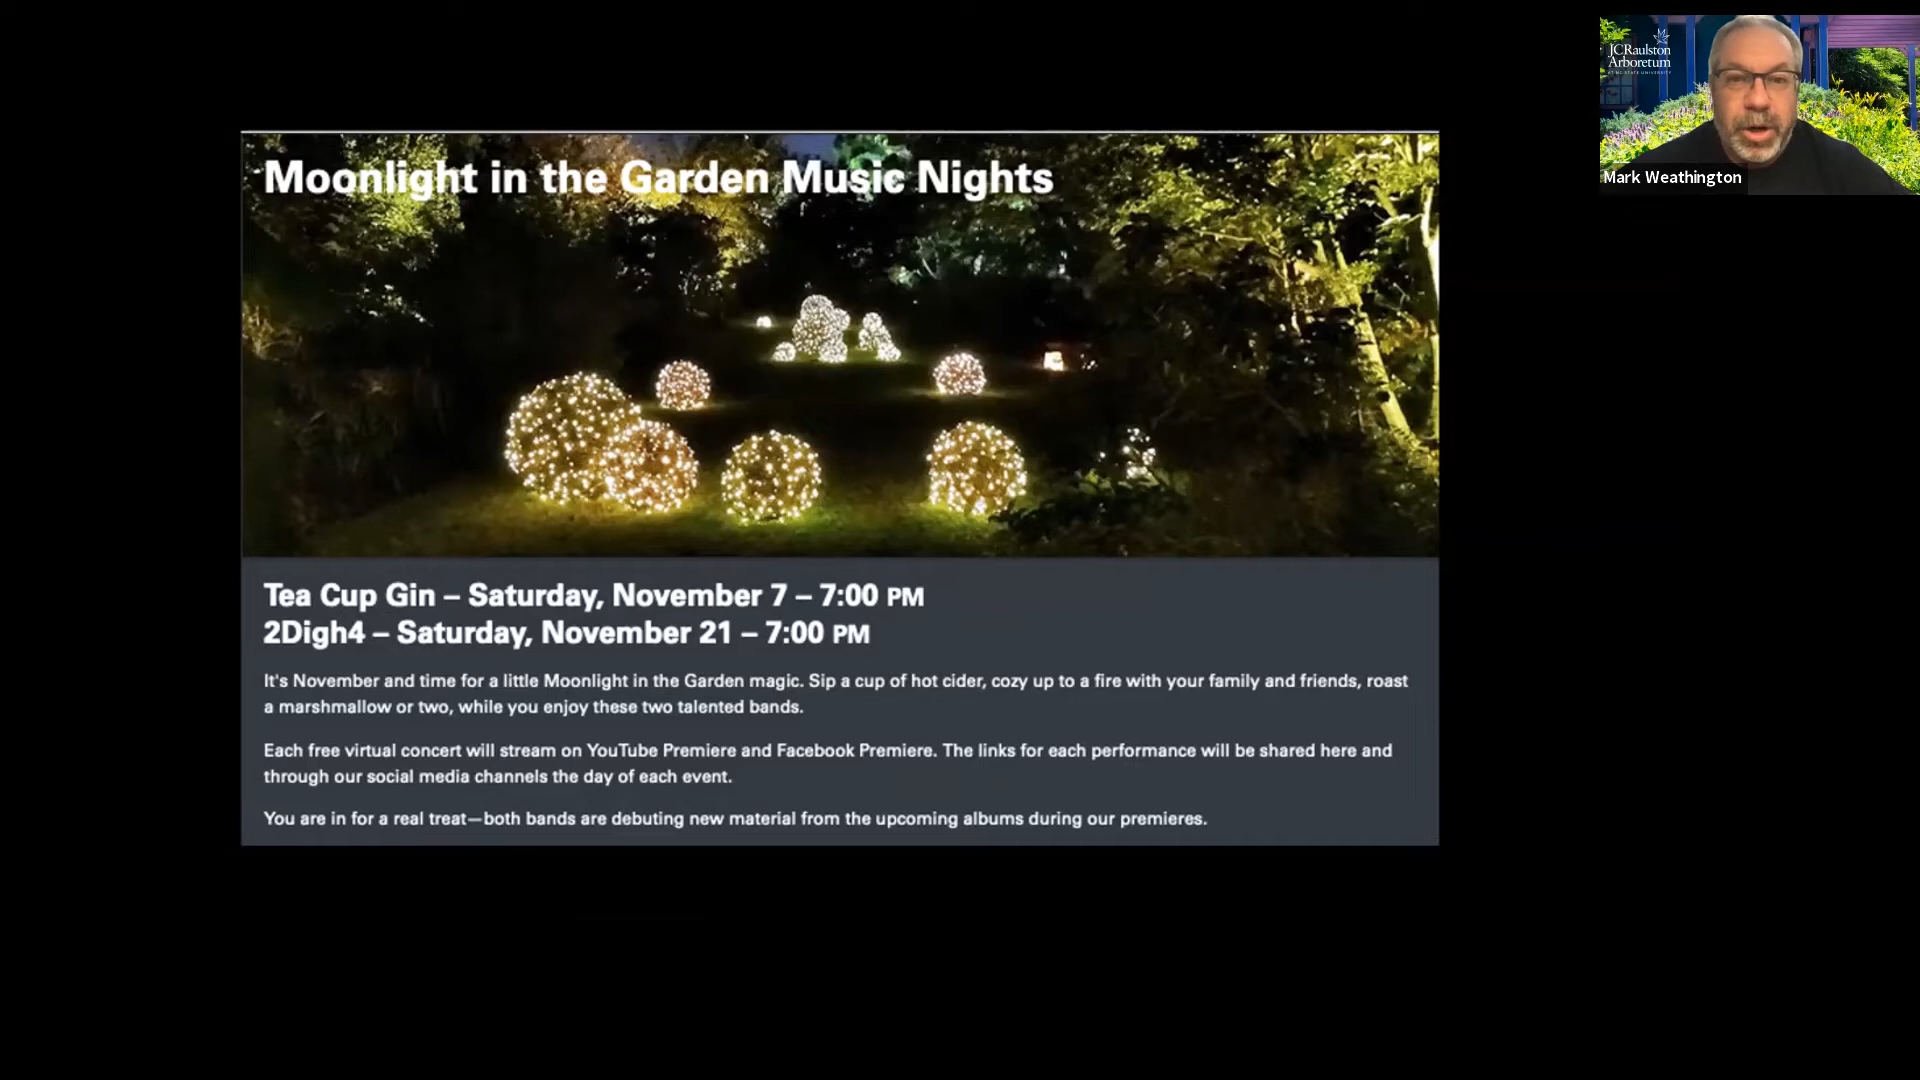 Moonlight in the Garden Music Nights
Tea Cup Gin – Saturday, November 7 – 7:00 PM
2Digh4 – Saturday, November 21 – 7:00 PM
It's November and time for a little Moonlight in the Garden magic. Sip a cup of hot cider, cozy up to a fire with your family and friends, roast
a marshmallow or two, while you enjoy these two talented bands.
Each free virtual concert will stream on YouTube Premiere and Facebook Premiere. The links for each performance will be shared here and
through our social media channels the day of each event.
You are in for a real treat—both bands are debuting new material from the upcoming albums during our premieres.
JCRaulston
Arboretum
AT NC STATE UNIVERSITY
Mark Weathington